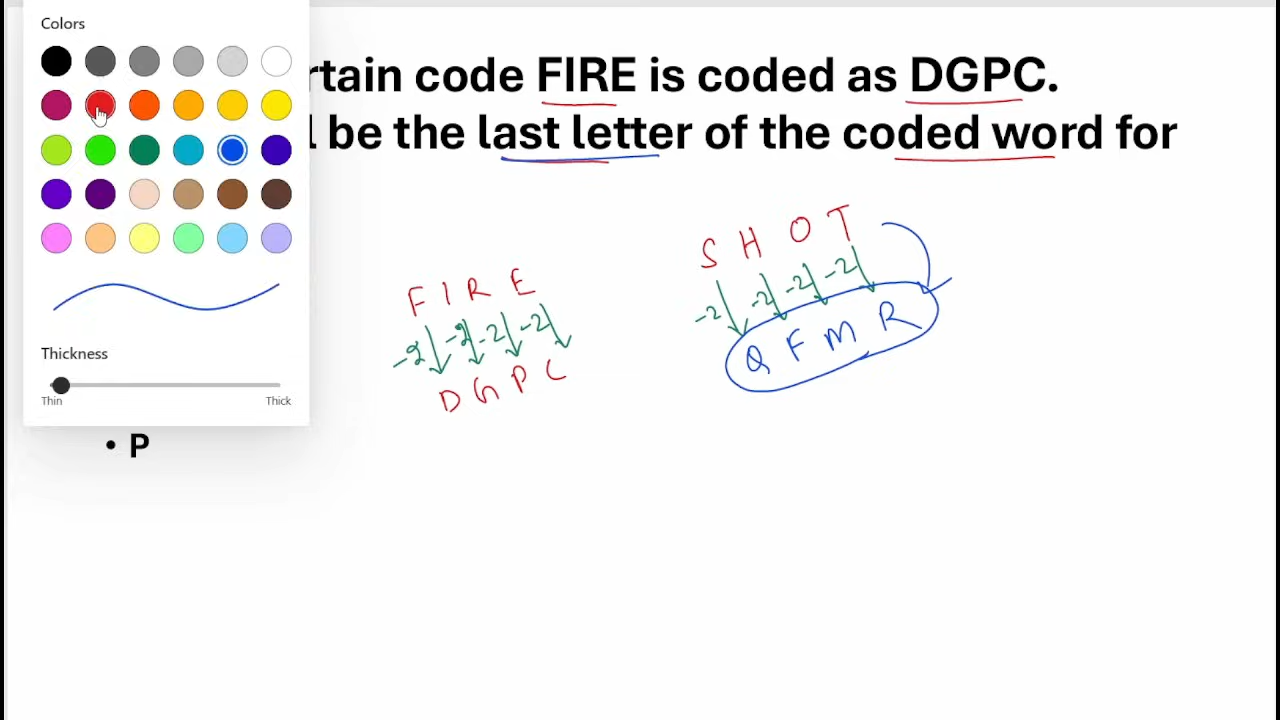 Colors
rtain code FIRE is coded as DGPC.
l be the last letter of the coded word for
S H O T
-2 -2 -2 -2
Q F M R
F I R E
-2 -2 -2 -2
D G P C
Thickness
Thin Thick
• P